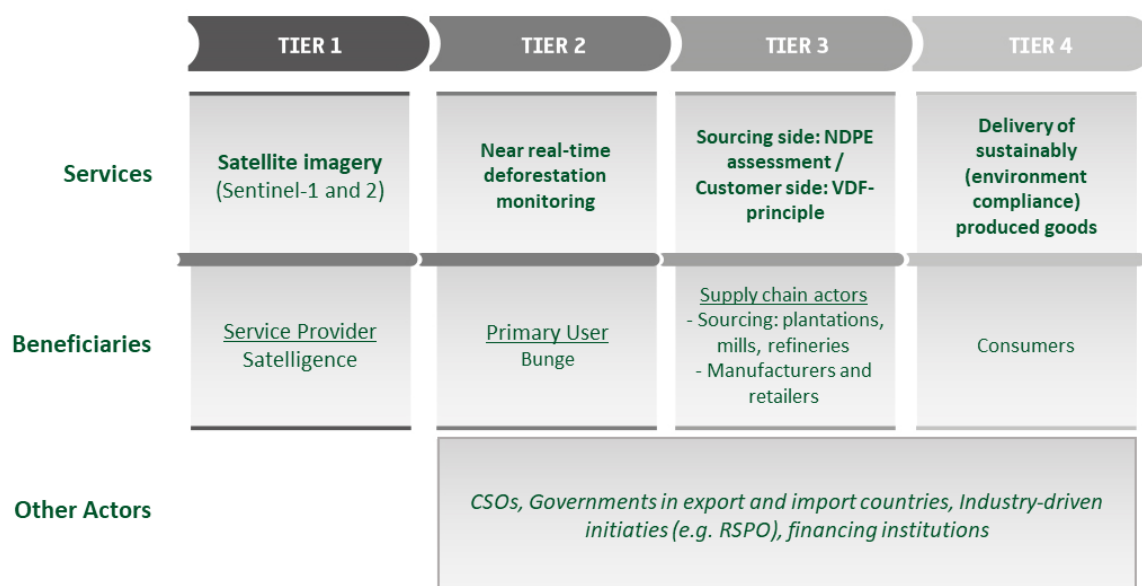 TIER 1
TIER 2
TIER 3
TIER 4
Services
Satellite imagery
(Sentinel-1 and 2)
Near real-time
deforestation
monitoring
Sourcing side: NDPE
assessment /
Customer side: VDF-
principle
Delivery of
sustainably
(environment
compliance)
produced goods
Beneficiaries
Service Provider
Satelligence
Primary User
Bunge
Supply chain actors
- Sourcing: plantations,
mills, refineries
- Manufacturers and
retailers
Consumers
Other Actors
CSOs, Governments in export and import countries, Industry-driven
initiaties (e.g. RSPO), financing institutions